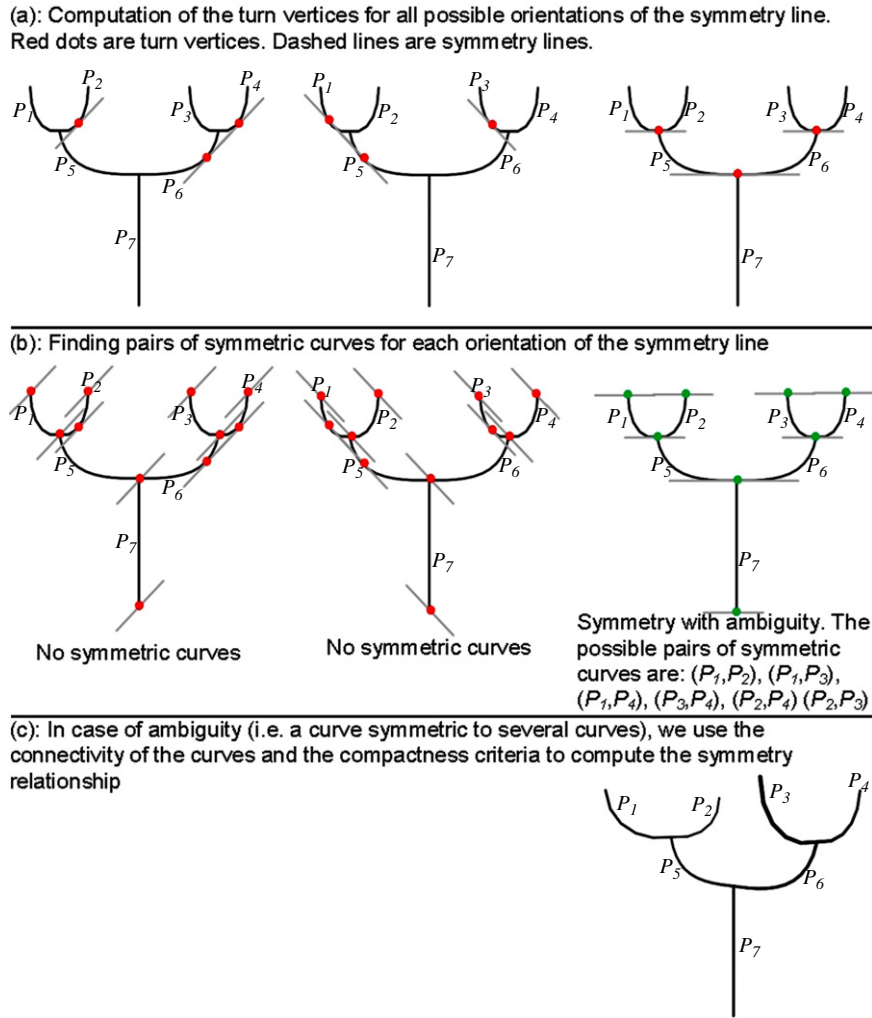 (a): Computation of the turn vertices for all possible orientations of the symmetry line.
Red dots are turn vertices. Dashed lines are symmetry lines.
P1 P2 P3 P4 P5 P6 P7
P1 P2 P3 P4 P5 P6 P7
P1 P2 P3 P4 P5 P6 P7
(b): Finding pairs of symmetric curves for each orientation of the symmetry line
P1 P2 P3 P4 P5 P6 P7
P1 P2 P3 P4 P5 P6 P7
P1 P2 P3 P4 P5 P6 P7
No symmetric curves
No symmetric curves
Symmetry with ambiguity. The
possible pairs of symmetric
curves are: (P1,P2), (P1,P3),
(P1,P4), (P3,P4), (P2,P4) (P2,P3)
(c): In case of ambiguity (i.e. a curve symmetric to several curves), we use the
connectivity of the curves and the compactness criteria to compute the symmetry
relationship
P1 P2 P3 P4 P5 P6 P7